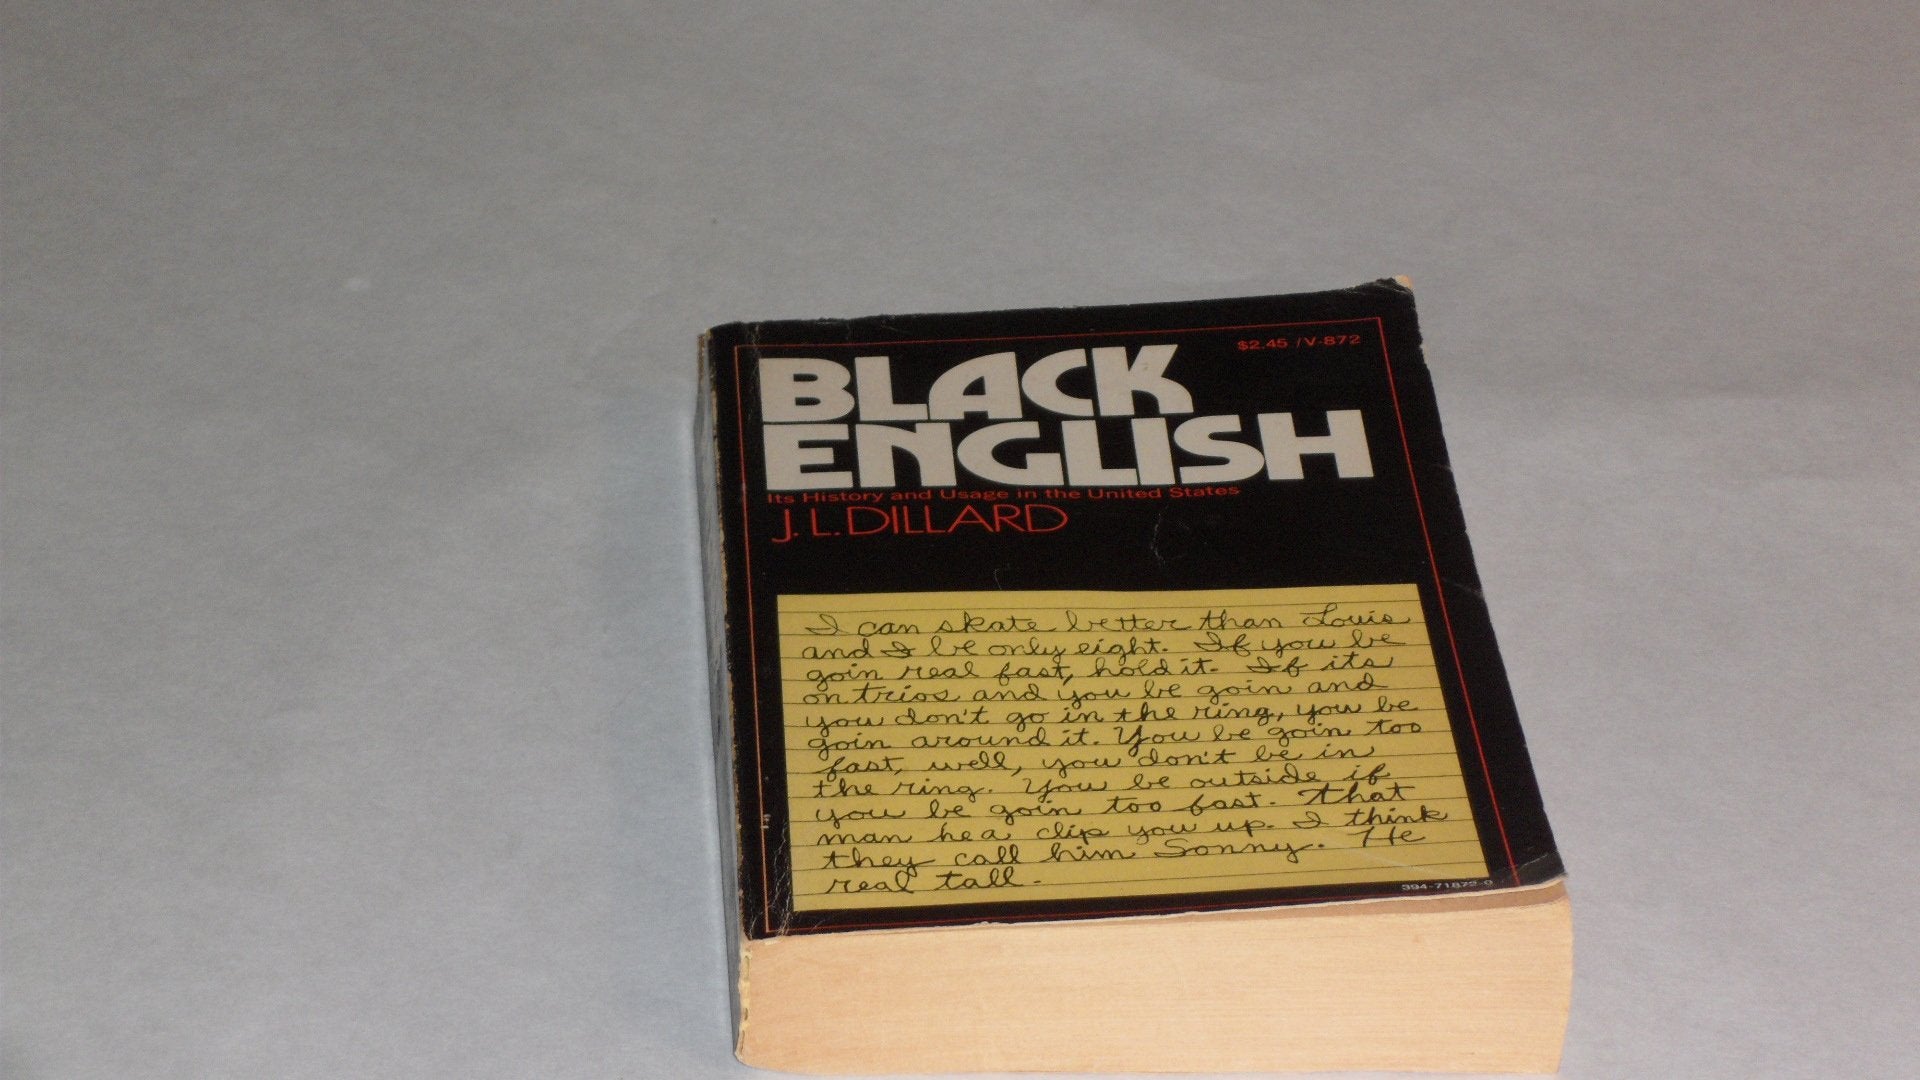 $2.45 /V-872
BLACK
ENGLISH
Its History and Usage in the United States
J. L. DILLARD
I can skate better than Louis
and I be only eight. If you be
goin real fast, hold it. If its
on trios and you be goin and
you don't go in the ring, you be
goin around it. You be goin too
fast, well, you don't be in
the ring. You be outside if
you be goin too fast. That
man he a clip you up. I think
they call him Sonny. He
real tall.
394-71872-0